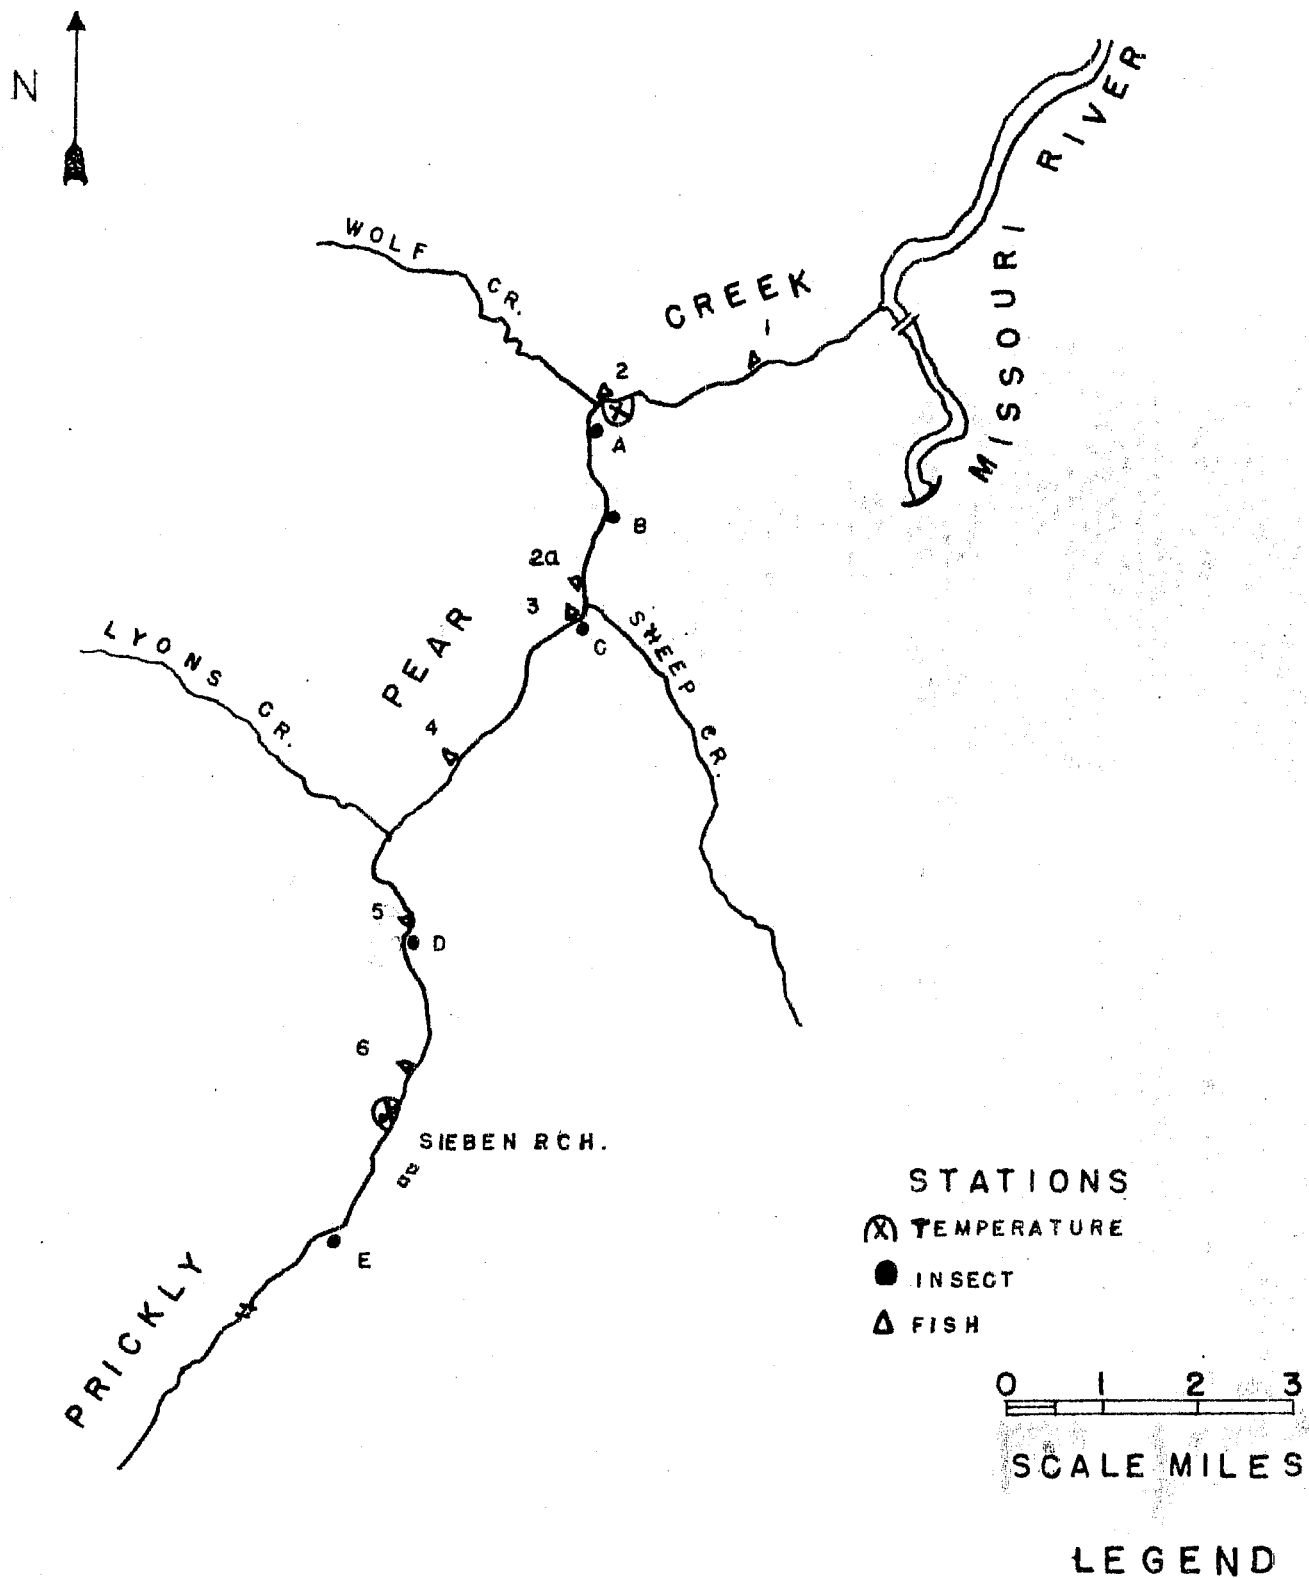 N
MISSOURI RIVER
WOLF CR.
PRICKLY PEAR CREEK
1
2
A
B
2a
3
C
SHEEP CR.
LYONS CR.
4
5
D
6
SIEBEN RCH.
E
STATIONS
X TEMPERATURE
INSECT
FISH
0 1 2 3
SCALE MILES
LEGEND